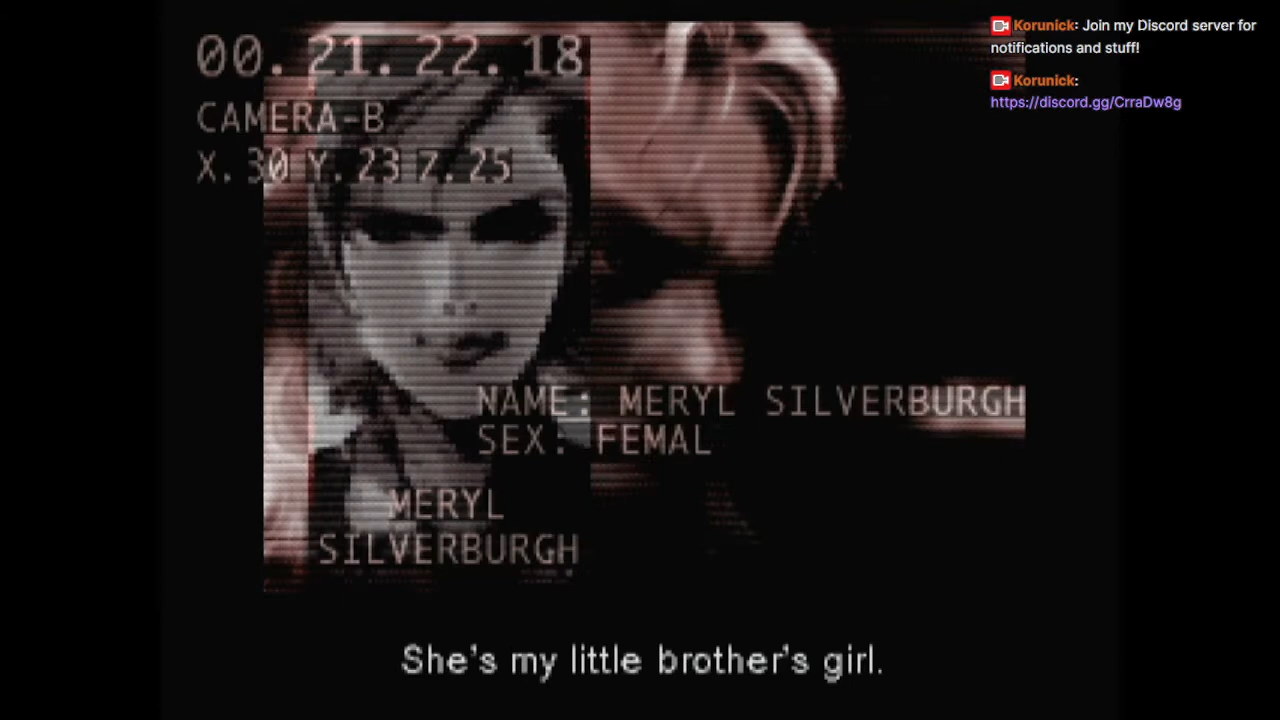 00.21.22.18
CAMERA-B
X.30 Y.23 Z.25
NAME: MERYL SILVERBURGH
SEX: FEMAL
MERYL
SILVERBURGH
She's my little brother's girl.
Korunick: Join my Discord server for
notifications and stuff!
Korunick:
https://discord.gg/CrraDw8g